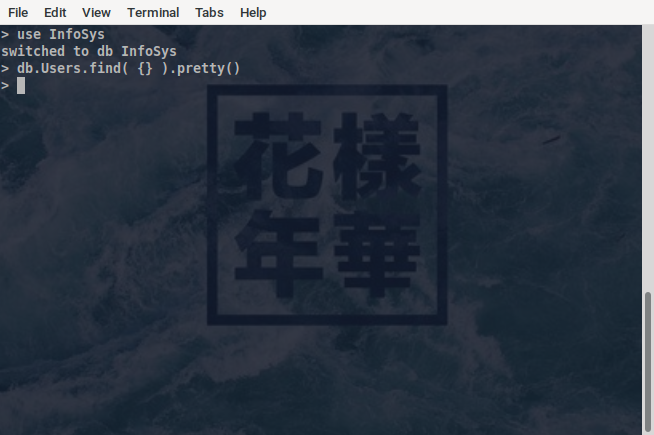 File Edit View Terminal Tabs Help
> use InfoSys
switched to db InfoSys
> db.Users.find( {} ).pretty()
>
花樣
年華